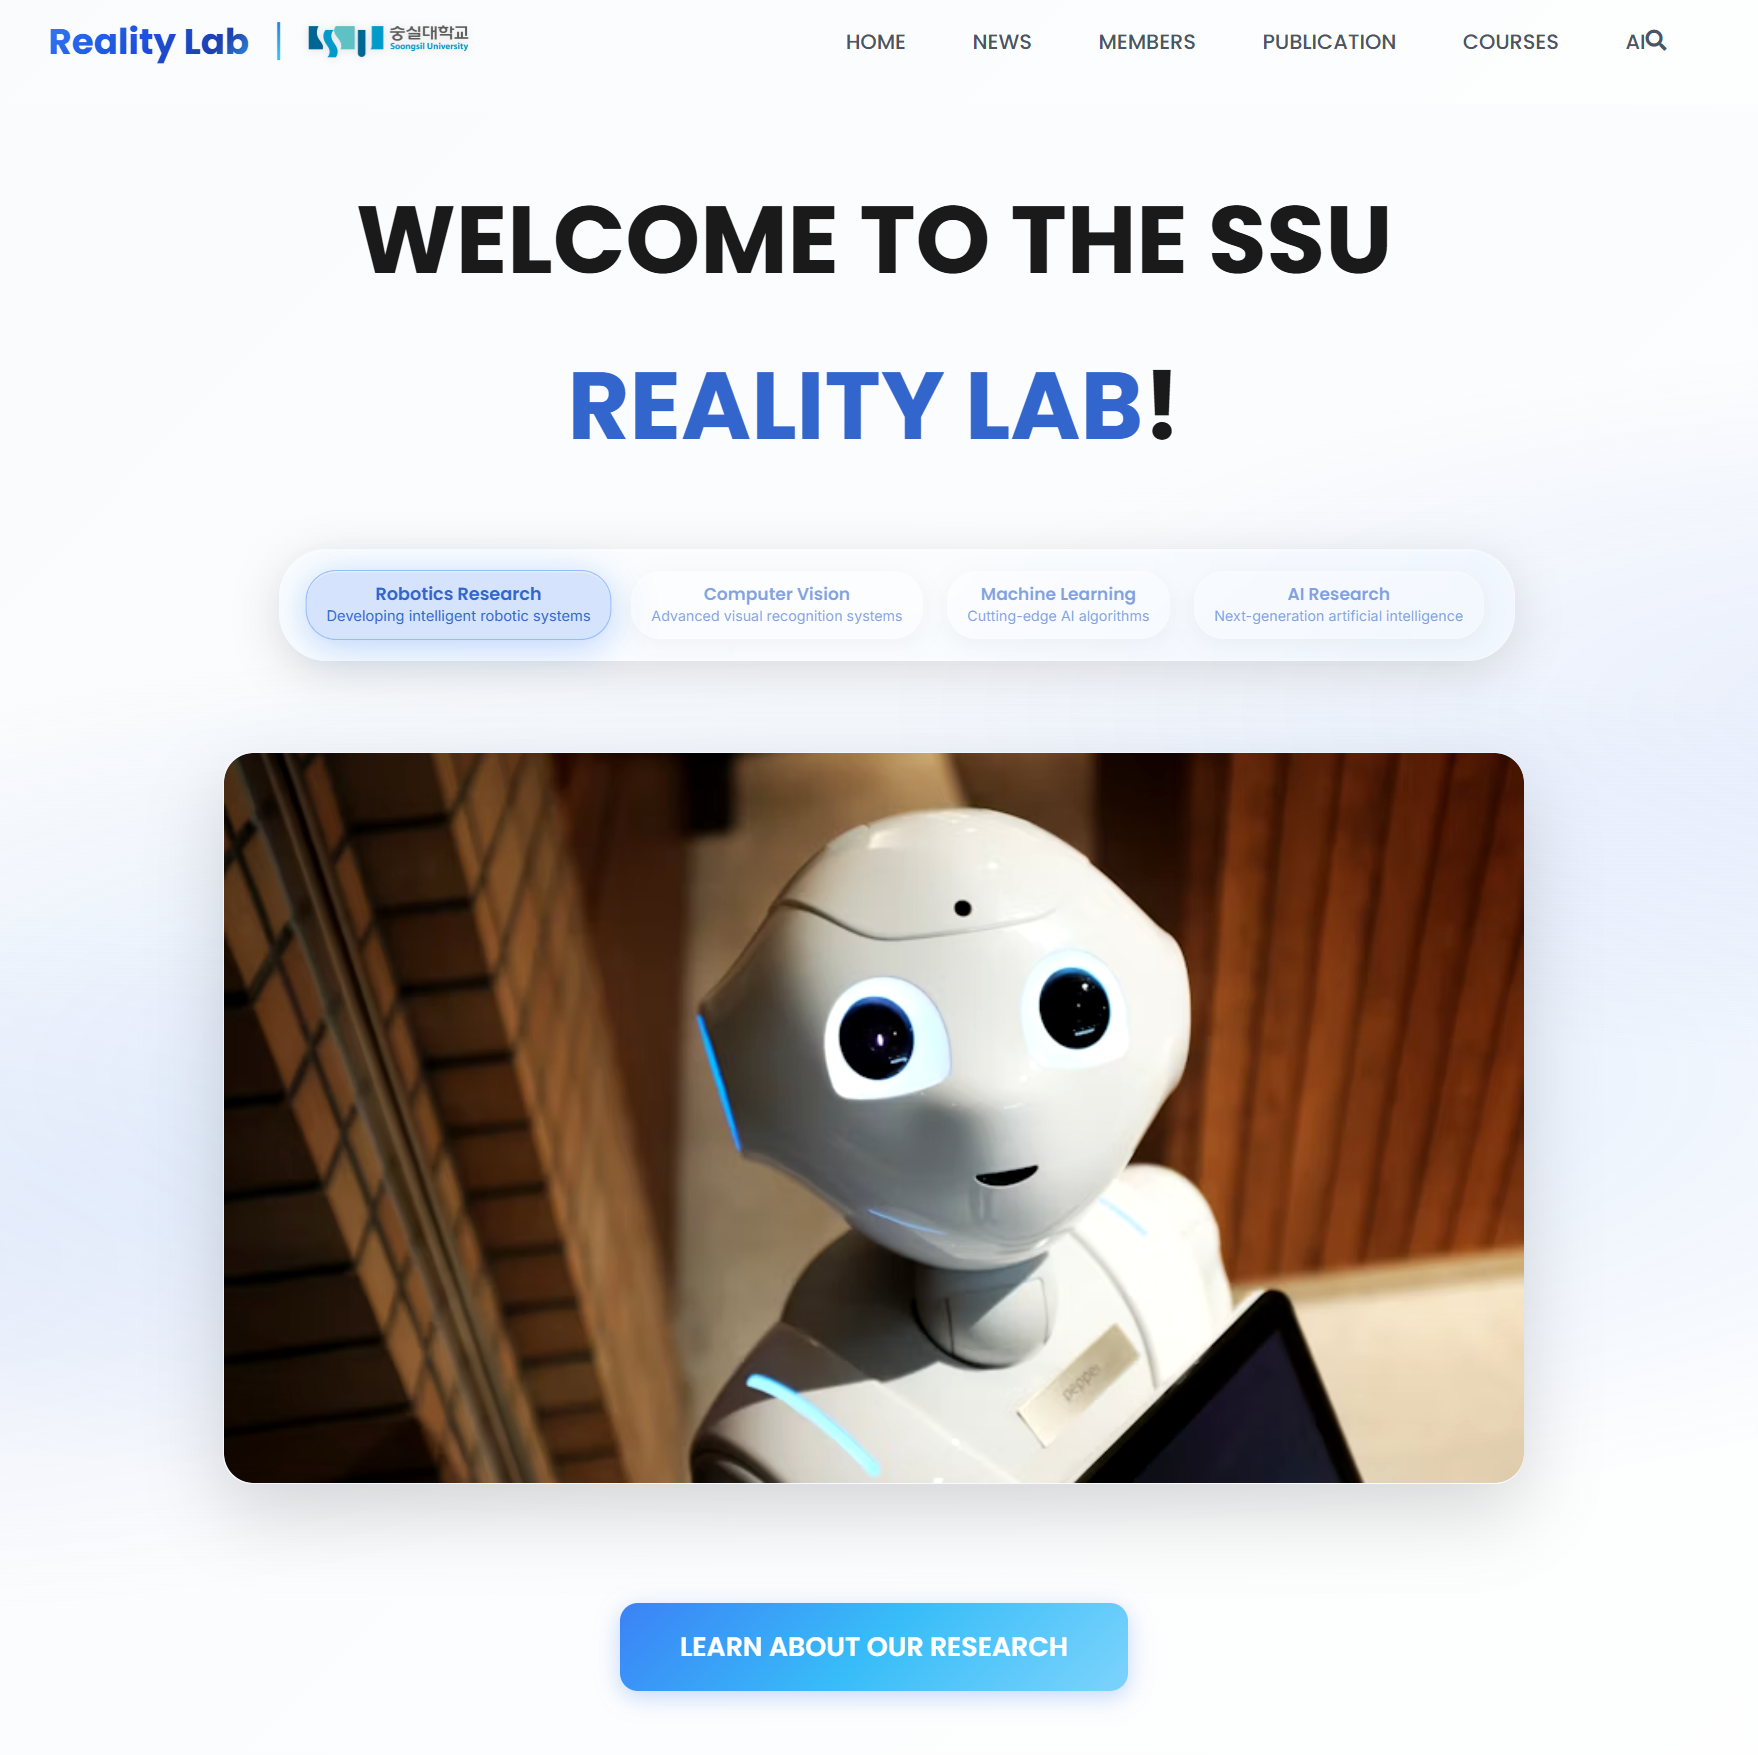 Reality Lab
숭실대학교
Soongsil University
HOME NEWS MEMBERS PUBLICATION COURSES AI
WELCOME TO THE SSU
REALITY LAB!
Robotics Research
Developing intelligent robotic systems
Computer Vision
Advanced visual recognition systems
Machine Learning
Cutting-edge AI algorithms
AI Research
Next-generation artificial intelligence
pepper
LEARN ABOUT OUR RESEARCH